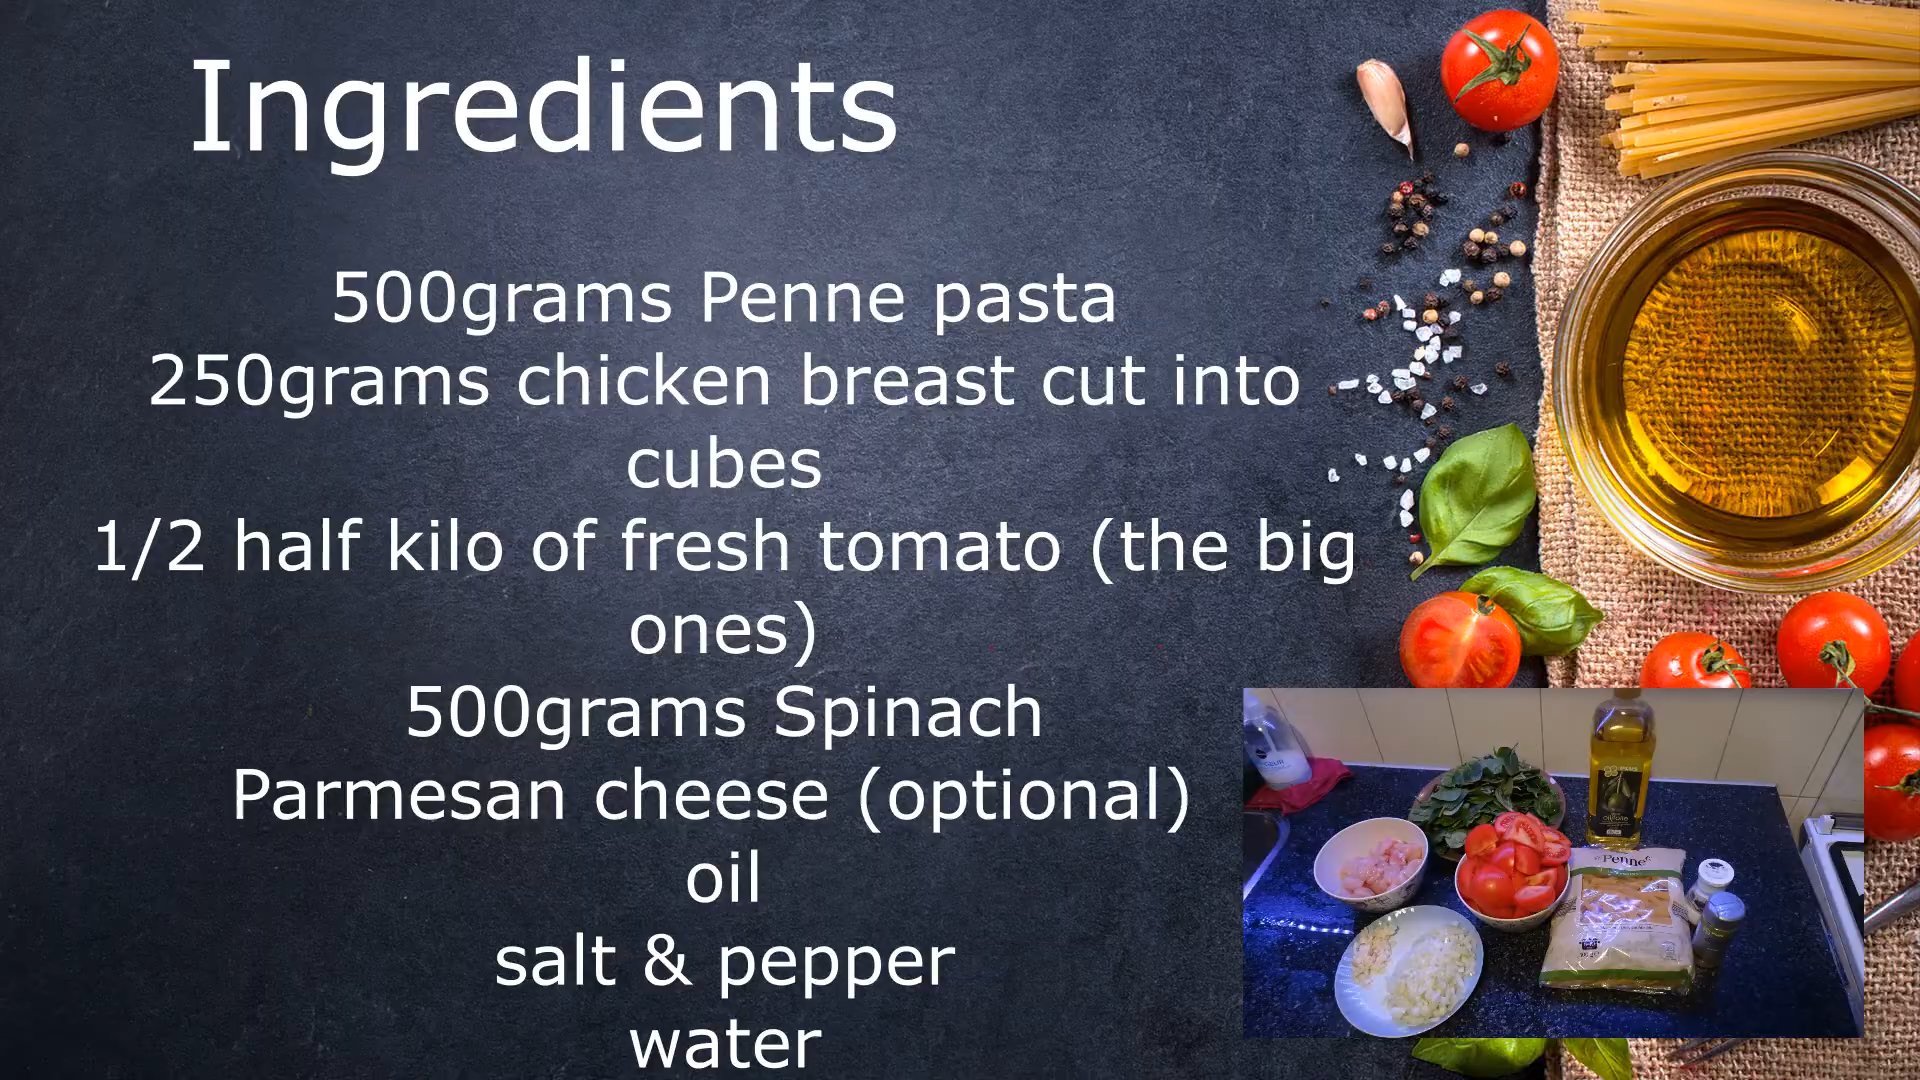 Ingredients
500grams Penne pasta
250grams chicken breast cut into
cubes
1/2 half kilo of fresh tomato (the big
ones)
500grams Spinach
Parmesan cheese (optional)
oil
salt & pepper
water
Penne